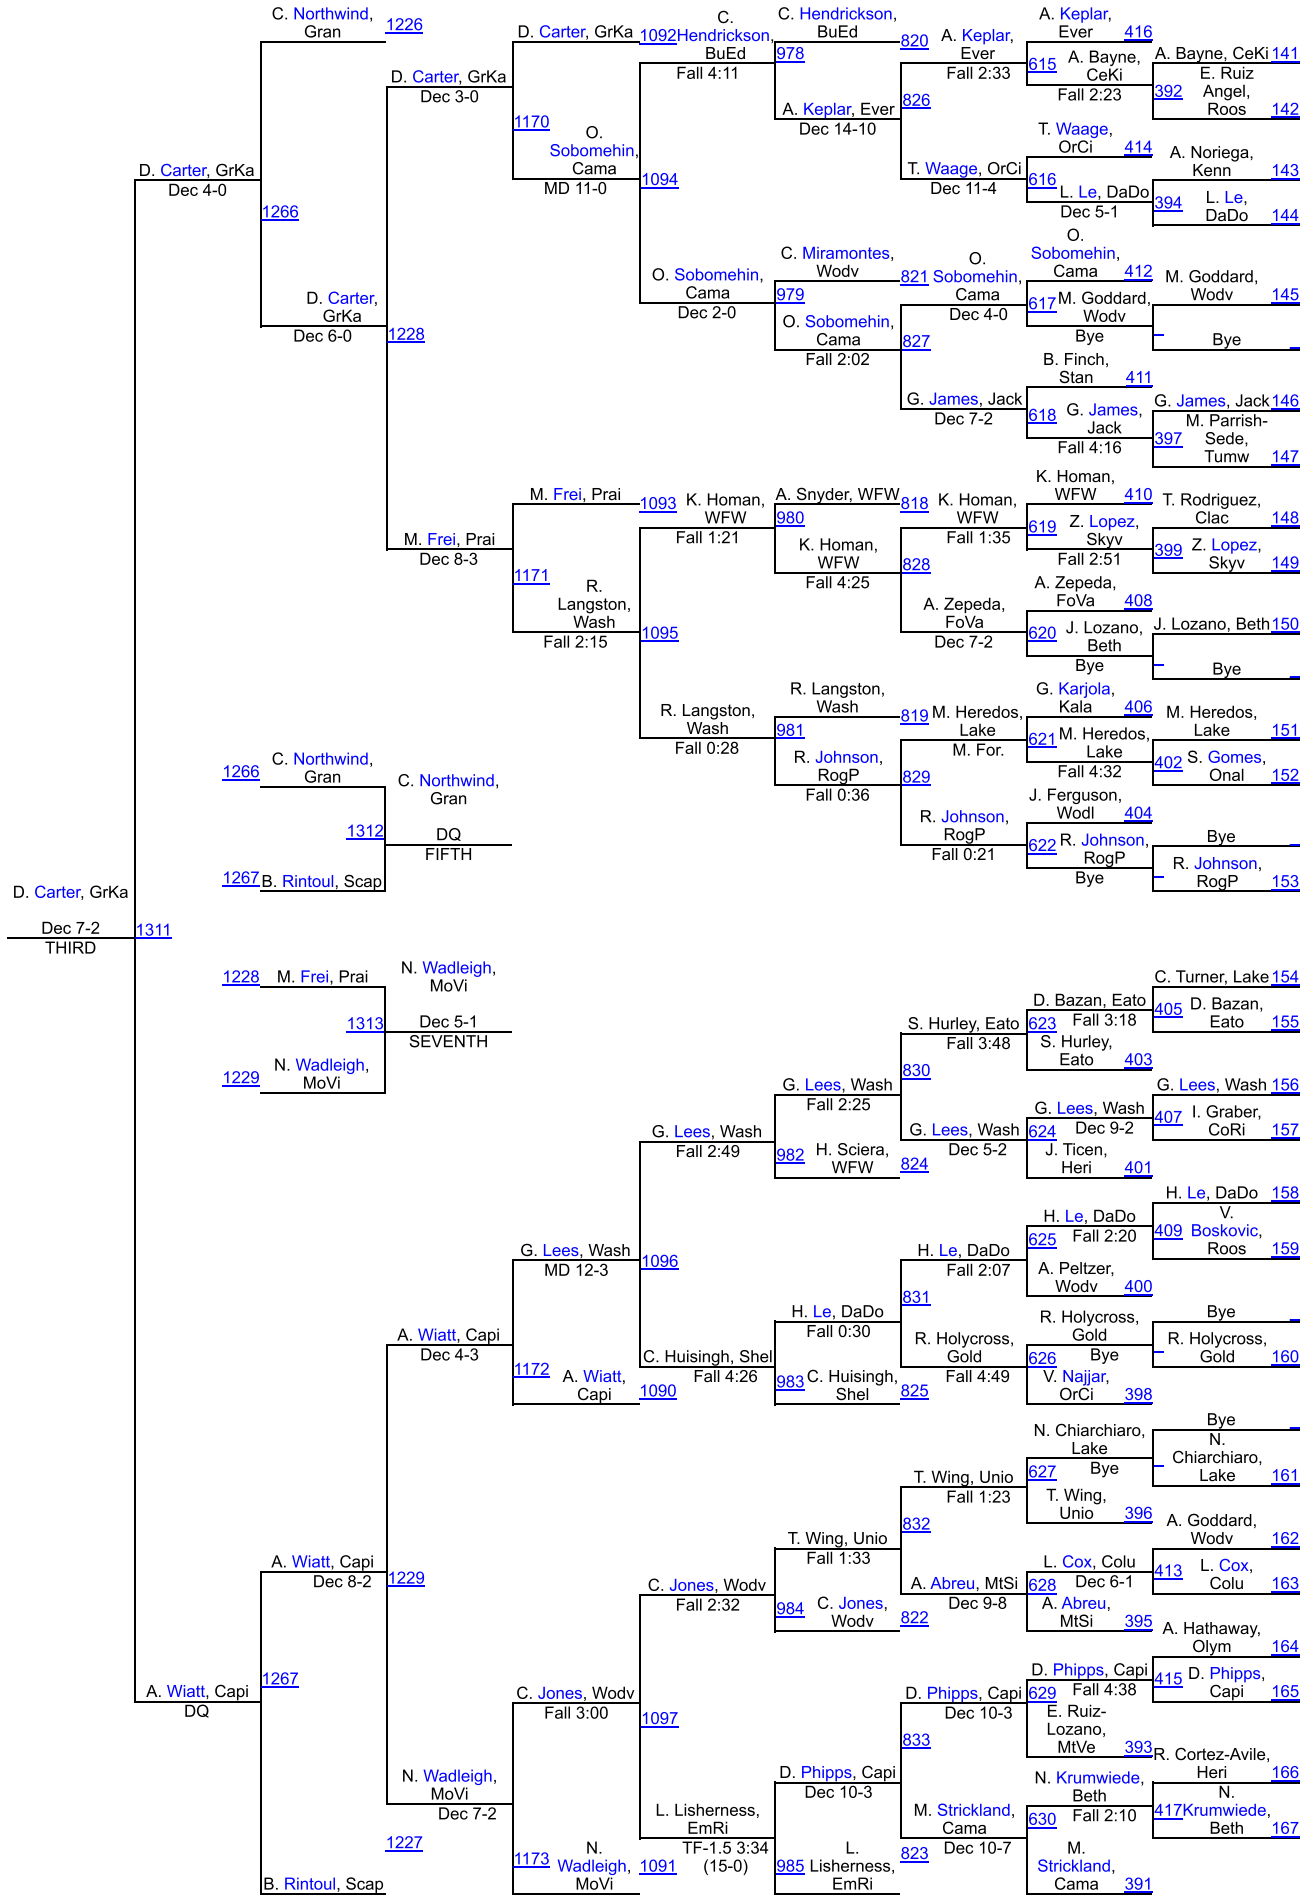 C. Northwind,
Gran
1226
D. Carter, GrKa
Dec 3-0
D. Carter, GrKa
1092
C.
Hendrickson,
BuEd
Fall 4:11
C. Hendrickson,
BuEd
820
978
A. Keplar,
Ever
Fall 2:33
A. Keplar,
Ever
416
615
A. Bayne,
CeKi
Fall 2:23
A. Bayne, CeKi
141
392
E. Ruiz
Angel,
Roos
142
826
A. Keplar, Ever
Dec 14-10
1170
O.
Sobomehin,
Cama
MD 11-0
1094
T. Waage, OrCi
Dec 11-4
T. Waage,
OrCi
414
616
L. Le, DaDo
Dec 5-1
A. Noriega,
Kenn
143
394
L. Le,
DaDo
144
D. Carter, GrKa
Dec 4-0
1266
D. Carter,
GrKa
Dec 6-0
1228
O. Sobomehin,
Cama
Dec 2-0
C. Miramontes,
Wodv
821
979
O. Sobomehin,
Cama
Fall 2:02
827
O.
Sobomehin,
Cama
Dec 4-0
O.
Sobomehin,
Cama
412
617
M. Goddard,
Wodv
Bye
M. Goddard,
Wodv
145
Bye
G. James, Jack
Dec 7-2
B. Finch,
Stan
411
618
G. James,
Jack
Fall 4:16
G. James, Jack
146
397
M. Parrish-
Sede,
Tumw
147
M. Frei, Prai
Dec 8-3
M. Frei, Prai
1093
1171
R.
Langston,
Wash
Fall 2:15
1095
K. Homan,
WFW
Fall 1:21
A. Snyder, WFW
818
980
K. Homan,
WFW
Fall 4:25
828
K. Homan,
WFW
Fall 1:35
K. Homan,
WFW
410
619
Z. Lopez,
Skyv
Fall 2:51
T. Rodriguez,
Clac
148
399
Z. Lopez,
Skyv
149
A. Zepeda,
FoVa
Dec 7-2
A. Zepeda,
FoVa
408
620
J. Lozano,
Beth
Bye
J. Lozano, Beth
150
Bye
R. Langston,
Wash
Fall 0:28
R. Langston,
Wash
819
981
R. Johnson,
RogP
Fall 0:36
829
M. Heredos,
Lake
M. For.
G. Karjola,
Kala
406
621
M. Heredos,
Lake
Fall 4:32
M. Heredos,
Lake
151
402
S. Gomes,
Onal
152
R. Johnson,
RogP
Fall 0:21
J. Ferguson,
Wodl
404
622
R. Johnson,
RogP
Bye
Bye
R. Johnson,
RogP
153
1266
C. Northwind,
Gran
1312
C. Northwind,
Gran
DQ
FIFTH
1267
B. Rintoul, Scap
D. Carter, GrKa
Dec 7-2
THIRD
1311
1228
M. Frei, Prai
1313
N. Wadleigh,
MoVi
Dec 5-1
SEVENTH
1229
N. Wadleigh,
MoVi
S. Hurley, Eato
Fall 3:48
830
D. Bazan, Eato
Fall 3:18
623
S. Hurley,
Eato
403
C. Turner, Lake
154
405
D. Bazan,
Eato
155
G. Lees, Wash
Fall 2:49
G. Lees, Wash
Fall 2:25
982
H. Sciera,
WFW
824
G. Lees, Wash
Dec 5-2
G. Lees, Wash
Dec 9-2
624
J. Ticen,
Heri
401
G. Lees, Wash
156
407
I. Graber,
CoRi
157
G. Lees, Wash
MD 12-3
1096
H. Le, DaDo
Fall 2:07
831
H. Le, DaDo
Fall 2:20
625
A. Peltzer,
Wodv
400
H. Le, DaDo
158
409
V.
Boskovic,
Roos
159
A. Wiatt, Capi
Dec 4-3
1172
A. Wiatt,
Capi
1090
C. Huisingh, Shel
Fall 4:26
H. Le, DaDo
Fall 0:30
983
C. Huisingh,
Shel
825
R. Holycross,
Gold
Fall 4:49
R. Holycross,
Gold
Bye
626
V. Najjar,
OrCi
398
Bye
R. Holycross,
Gold
160
A. Wiatt, Capi
Dec 8-2
1229
C. Jones, Wodv
Fall 2:32
T. Wing, Unio
Fall 1:33
984
C. Jones,
Wodv
822
T. Wing, Unio
Fall 1:23
832
N. Chiarchiaro,
Lake
Bye
627
T. Wing,
Unio
396
Bye
N.
Chiarchiaro,
Lake
161
A. Abreu, MtSi
Dec 9-8
L. Cox, Colu
Dec 6-1
628
A. Abreu,
MtSi
395
A. Goddard,
Wodv
162
413
L. Cox,
Colu
163
A. Wiatt, Capi
DQ
1267
C. Jones, Wodv
Fall 3:00
1097
D. Phipps, Capi
Dec 10-3
833
D. Phipps, Capi
Fall 4:38
629
E. Ruiz-
Lozano,
MtVe
393
A. Hathaway,
Olym
164
415
D. Phipps,
Capi
165
N. Wadleigh,
MoVi
Dec 7-2
1227
1173
N.
Wadleigh,
MoVi
1091
L. Lisherness,
EmRi
TF-1.5 3:34
(15-0)
D. Phipps, Capi
Dec 10-3
985
L.
Lisherness,
EmRi
823
M. Strickland,
Cama
Dec 10-7
N. Krumwiede,
Beth
Fall 2:10
630
M.
Strickland,
Cama
391
R. Cortez-Avile,
Heri
166
417
N.
Krumwiede,
Beth
167
B. Rintoul, Scap